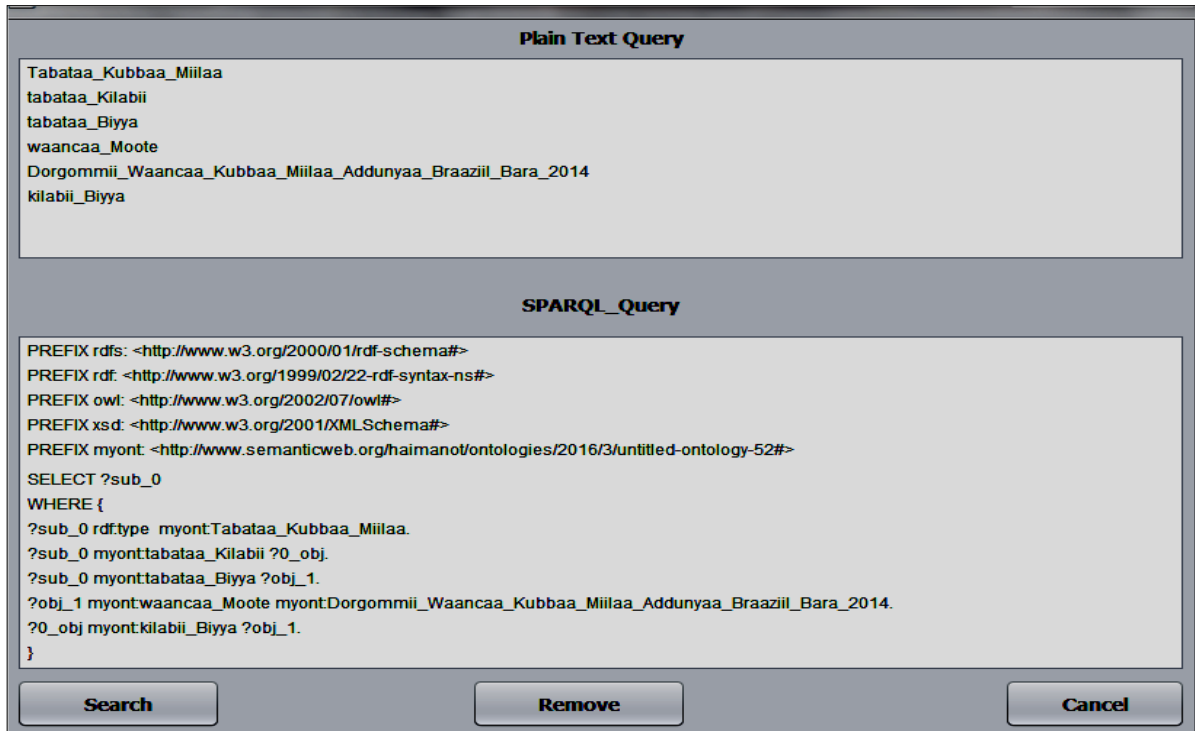 Plain Text Query
Tabataa_Kubbaa_Miilaa
tabataa_Kilabii
tabataa_Biyya
waancaa_Moote
Dorgommii_Waancaa_Kubbaa_Miilaa_Addunyaa_Braaziil_Bara_2014
kilabii_Biyya
SPARQL_Query
PREFIX rdfs: <http://www.w3.org/2000/01/rdf-schema#>
PREFIX rdf: <http://www.w3.org/1999/02/22-rdf-syntax-ns#>
PREFIX owl: <http://www.w3.org/2002/07/owl#>
PREFIX xsd: <http://www.w3.org/2001/XMLSchema#>
PREFIX myont: <http://www.semanticweb.org/haimanot/ontologies/2016/3/untitled-ontology-52#>
SELECT ?sub_0
WHERE {
?sub_0 rdf:type  myont:Tabataa_Kubbaa_Miilaa.
?sub_0 myont:tabataa_Kilabii ?0_obj.
?sub_0 myont:tabataa_Biyya ?obj_1.
?obj_1 myont:waancaa_Moote myont:Dorgommii_Waancaa_Kubbaa_Miilaa_Addunyaa_Braaziil_Bara_2014.
?0_obj myont:kilabii_Biyya ?obj_1.
}
Search
Remove
Cancel